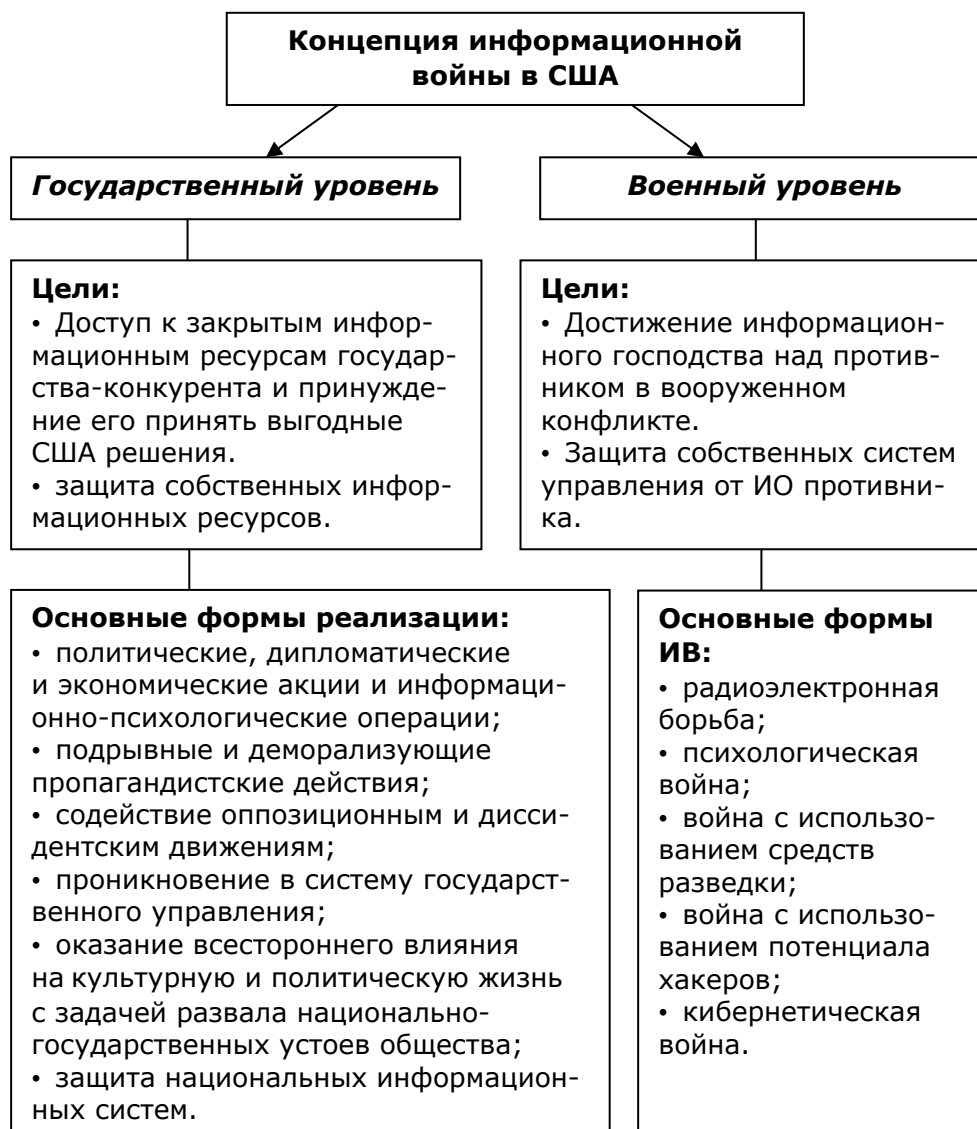 Концепция информационной
войны в США
Государственный уровень
Военный уровень
Цели:
• Доступ к закрытым инфор-
мационным ресурсам государ-
ства-конкурента и принужде-
ние его принять выгодные
США решения.
• защита собственных инфор-
мационных ресурсов.
Цели:
• Достижение информацион-
ного господства над против-
ником в вооруженном
конфликте.
• Защита собственных систем
управления от ИО противни-
ка.
Основные формы реализации:
• политические, дипломатические
и экономические акции и информаци-
онно-психологические операции;
• подрывные и деморализующие
пропагандистские действия;
• содействие оппозиционным и дисси-
дентским движениям;
• проникновение в систему государст-
венного управления;
• оказание всестороннего влияния
на культурную и политическую жизнь
с задачей развала национально-
государственных устоев общества;
• защита национальных информацион-
ных систем.
Основные формы
ИВ:
• радиоэлектронная
борьба;
• психологическая
война;
• война с использо-
ванием средств
разведки;
• война с использо-
ванием потенциала
хакеров;
• кибернетическая
война.